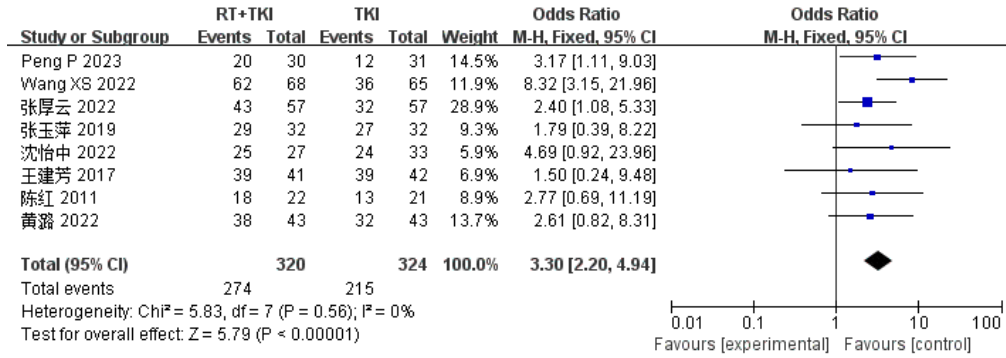 RT+TKI TKI Odds Ratio Odds Ratio
Study or Subgroup Events Total Events Total Weight M-H, Fixed, 95% CI M-H, Fixed, 95% CI
Peng P 2023 20 30 12 31 14.5% 3.17 [1.11, 9.03]
Wang XS 2022 62 68 36 65 11.9% 8.32 [3.15, 21.96]
张厚云 2022 43 57 32 57 28.9% 2.40 [1.08, 5.33]
张玉萍 2019 29 32 27 32 9.3% 1.79 [0.39, 8.22]
沈怡中 2022 25 27 24 33 5.9% 4.69 [0.92, 23.96]
王建芳 2017 39 41 39 42 6.9% 1.50 [0.24, 9.48]
陈红 2011 18 22 13 21 9.0% 2.77 [0.69, 11.19]
黄潞 2022 38 43 32 43 13.7% 2.61 [0.82, 8.31]
Total (95% CI) 320 324 100.0% 3.30 [2.20, 4.94]
Total events 274 215
Heterogeneity: Chi² = 5.83, df = 7 (P = 0.56); I² = 0%
Test for overall effect: Z = 5.79 (P < 0.00001)
0.01 0.1 1 10 100
Favours [experimental] Favours [control]